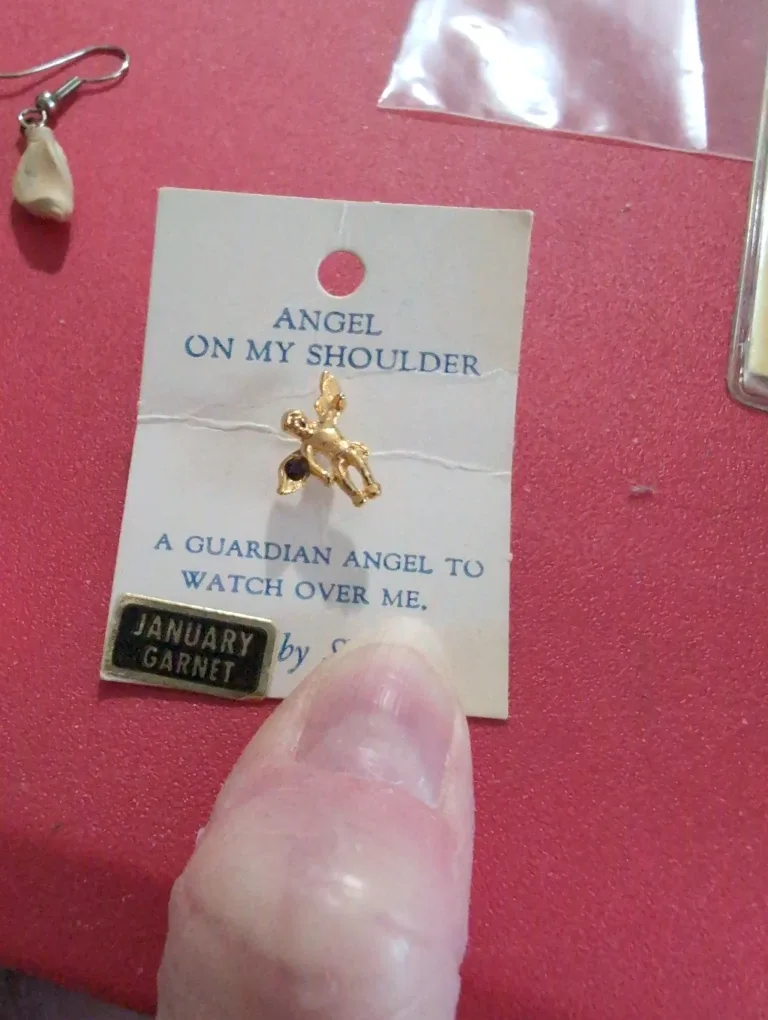 ANGEL
ON MY SHOULDER
A GUARDIAN ANGEL TO
WATCH OVER ME.
JANUARY
GARNET
by